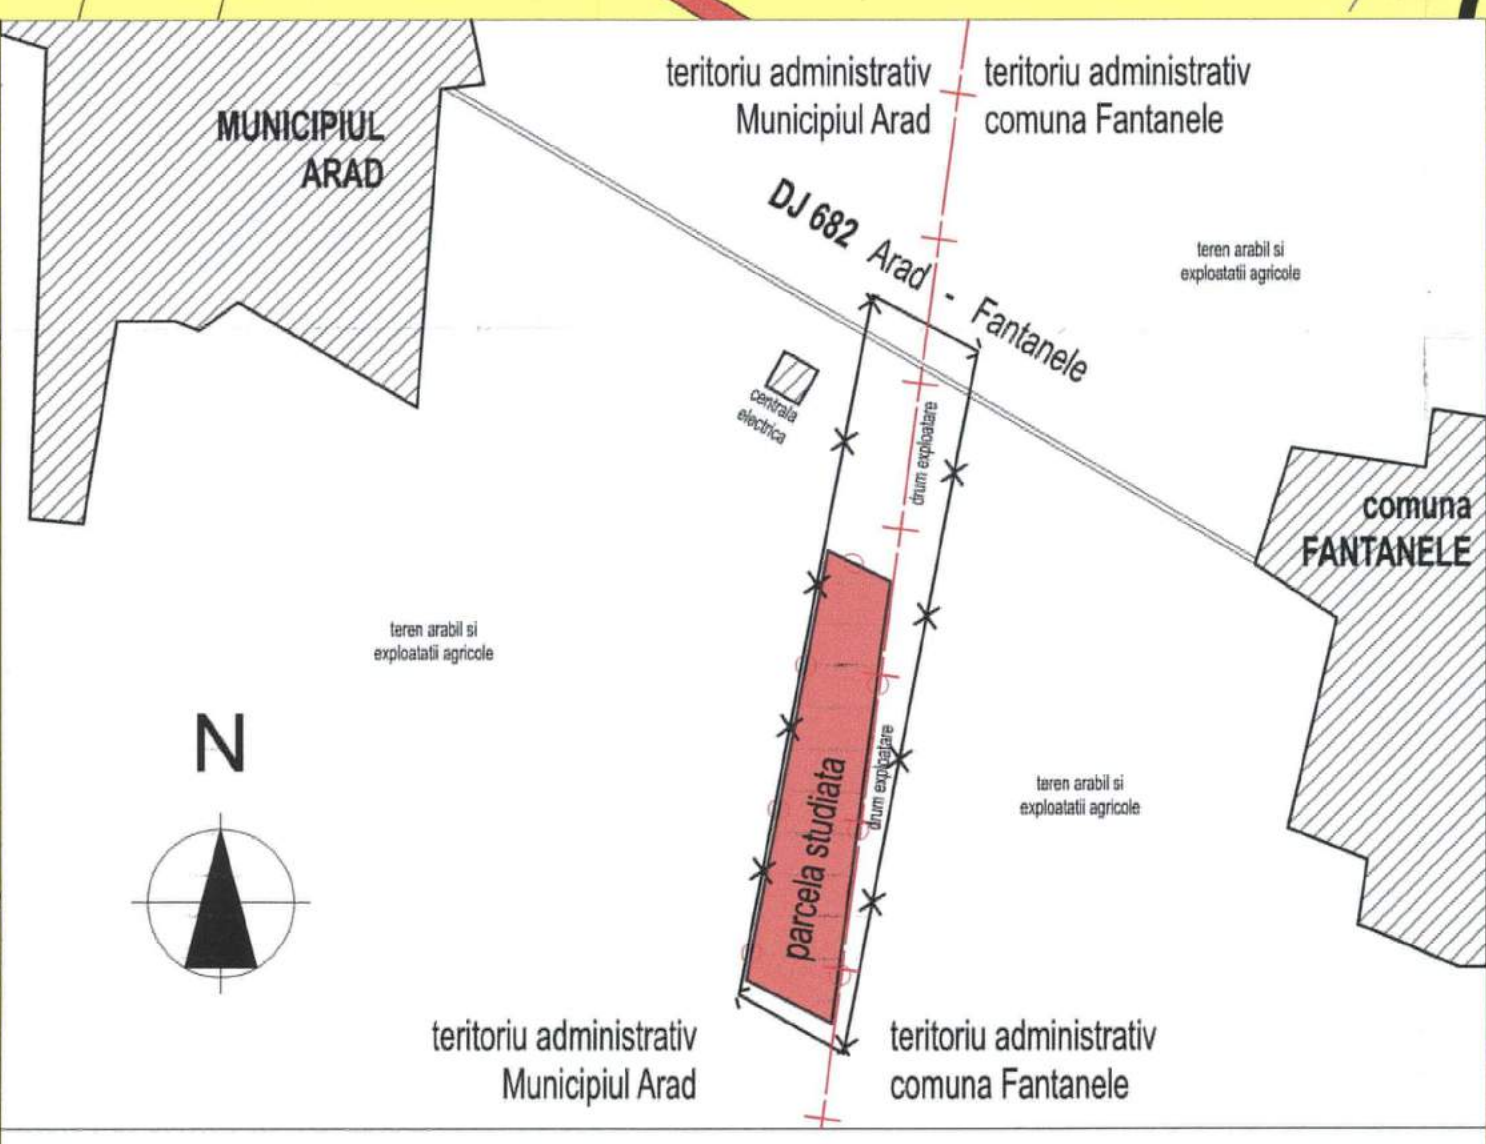 teritoriu administrativ
Municipiul Arad
teritoriu administrativ
comuna Fantanele
MUNICIPIUL
ARAD
DJ 682 Arad - Fantanele
teren arabil si
exploatatii agricole
centrala
electrica
drum exploatare
comuna
FANTANELE
teren arabil si
exploatatii agricole
N
drum exploatare
parcela studiata
teren arabil si
exploatatii agricole
teritoriu administrativ
Municipiul Arad
teritoriu administrativ
comuna Fantanele